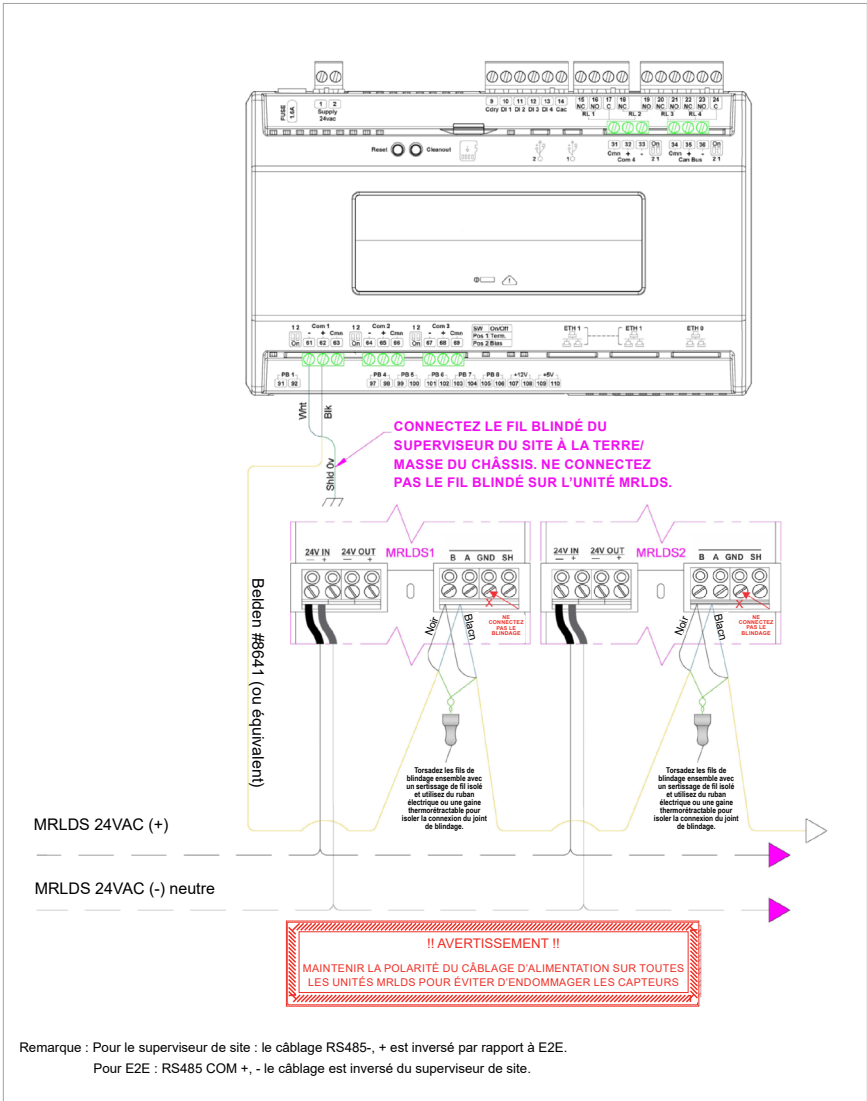 FUSE
1.6A
1 2
Supply
24vac
9 10 11 12 13 14
Cdry DI 1 DI 2 DI 3 DI 4 Cac
15 16 17 18
NC NO C NC
RL 1
19 20 21 22 23 24
NO NC NO NC NO C
RL 2 RL 3 RL 4
Reset
Cleanout
2
1
31 32 33 On
Cmn + - 2 1
Com 4
34 35 36 On
Cmn + - 2 1
Can Bus
1 2 Com 1
- + Cmn
On 61 62 63
1 2 Com 2
- + Cmn
On 64 65 66
1 2 Com 3
- + Cmn
On 67 68 69
SW On/Off
Pos 1 Term.
Pos 2 Bias
ETH 1
ETH 1
ETH 0
PB 1 PB 4 PB 5 PB 6 PB 7 PB 8 +12V +5V
91 92 97 98 99 100 101 102 103 104 105 106 107 108 109 110
Wht
Blk
Shld 0v
CONNECTEZ LE FIL BLINDÉ DU
SUPERVISEUR DU SITE À LA TERRE/
MASSE DU CHÂSSIS. NE CONNECTEZ
PAS LE FIL BLINDÉ SUR L'UNITÉ MRLDS.
24V IN 24V OUT MRLDS1
— + — +
B A GND SH
X
NE
CONNECTEZ
PAS LE
BLINDAGE
Noir
Blacn
24V IN 24V OUT MRLDS2
— + — +
B A GND SH
X
NE
CONNECTEZ
PAS LE
BLINDAGE
Noir
Blacn
Belden #8641 (ou équivalent)
Torsadez les fils de
blindage ensemble avec
un sertissage de fil isolé
et utilisez du ruban
électrique ou une gaine
thermorétractable pour
isoler la connexion du joint
de blindage.
Torsadez les fils de
blindage ensemble avec
un sertissage de fil isolé
et utilisez du ruban
électrique ou une gaine
thermorétractable pour
isoler la connexion du joint
de blindage.
MRLDS 24VAC (+)
MRLDS 24VAC (-) neutre
!! AVERTISSEMENT !!
MAINTENIR LA POLARITÉ DU CÂBLAGE D'ALIMENTATION SUR TOUTES
LES UNITÉS MRLDS POUR ÉVITER D'ENDOMMAGER LES CAPTEURS
Remarque : Pour le superviseur de site : le câblage RS485-, + est inversé par rapport à E2E.
Pour E2E : RS485 COM +, - le câblage est inversé du superviseur de site.